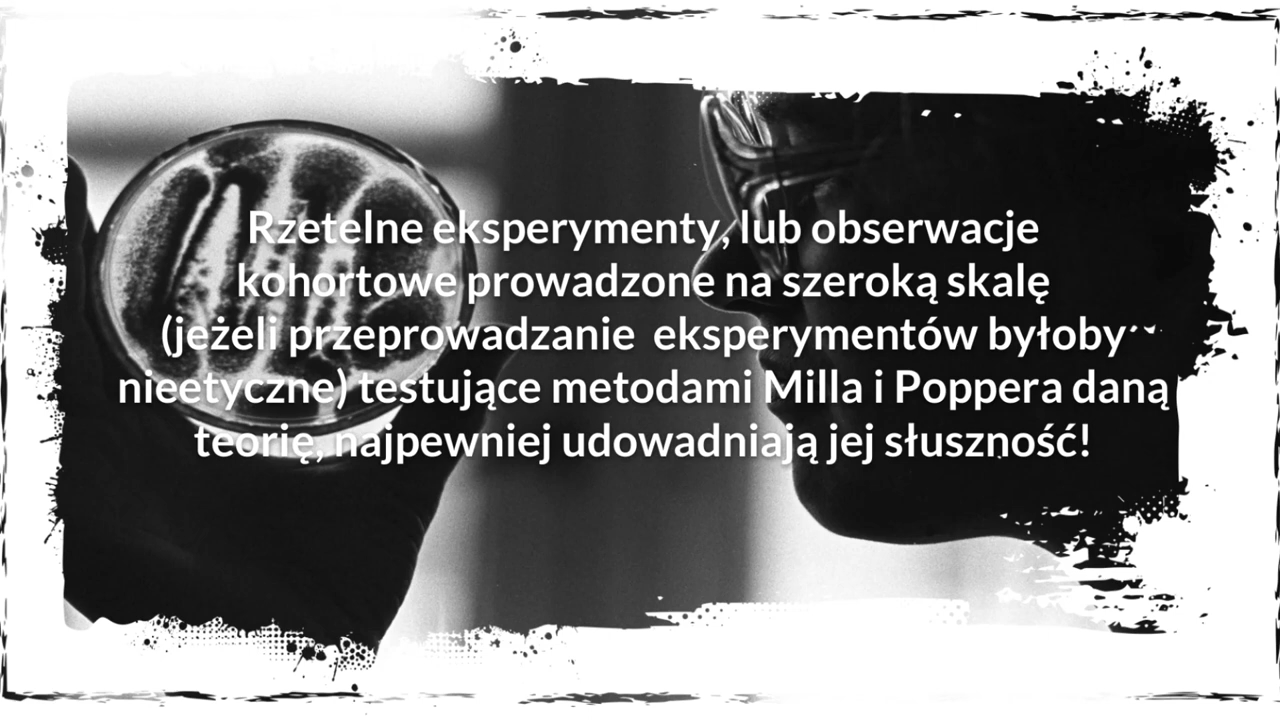 Rzetelne eksperymenty, lub obserwacje
kohortowe prowadzone na szeroką skalę
(jeżeli przeprowadzanie  eksperymentów byłoby
nieetyczne) testujące metodami Milla i Poppera daną
teorię, najpewniej udowadniają jej słuszność!